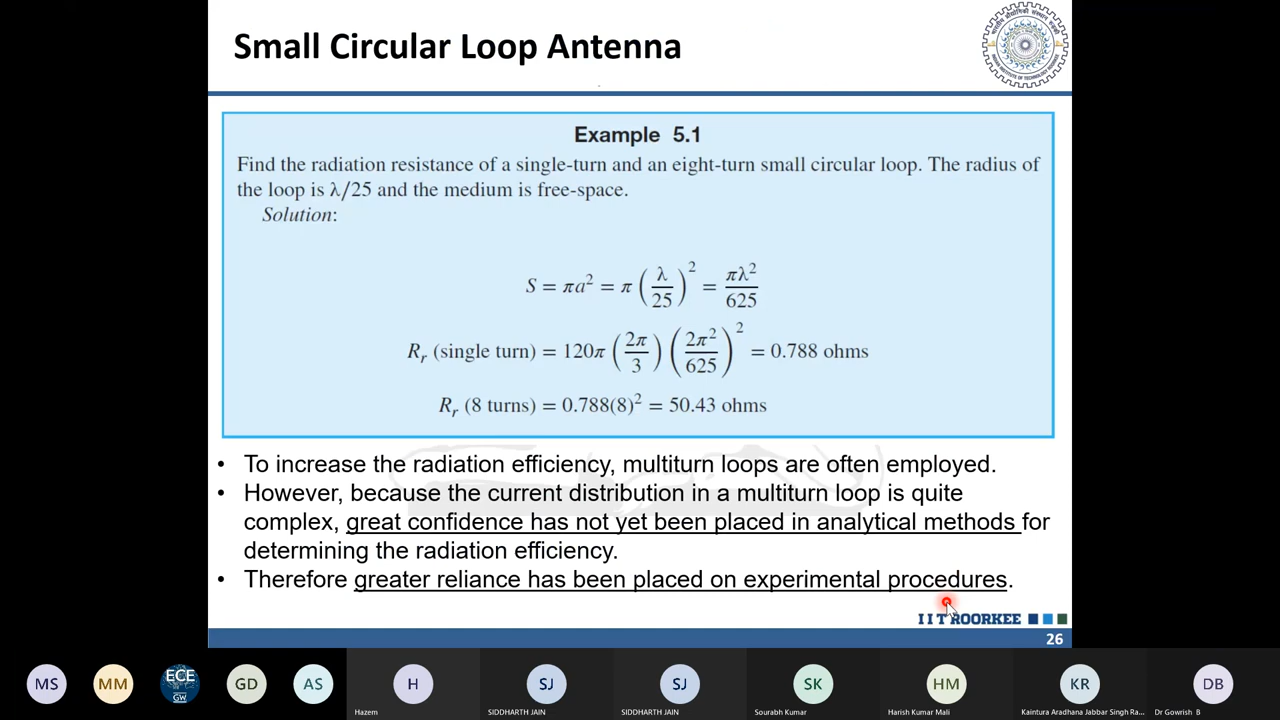 Small Circular Loop Antenna
Example 5.1
Find the radiation resistance of a single-turn and an eight-turn small circular loop. The radius of
the loop is λ/25 and the medium is free-space.
Solution:
S = πa² = π (λ/25)² = πλ²/625
Rᵣ (single turn) = 120π (2π/3) (2π²/625)² = 0.788 ohms
Rᵣ (8 turns) = 0.788(8)² = 50.43 ohms
• To increase the radiation efficiency, multiturn loops are often employed.
• However, because the current distribution in a multiturn loop is quite
complex, great confidence has not yet been placed in analytical methods for
determining the radiation efficiency.
• Therefore greater reliance has been placed on experimental procedures.
I I T ROORKEE
26
MS
MM
ECE
GW
GD
AS
H
Hazem
SJ
SIDDHARTH JAIN
SJ
SIDDHARTH JAIN
SK
Sourabh Kumar
HM
Harish Kumar Mali
KR
Kaintura Aradhana Jabbar Singh Ra...
DB
Dr Gowrish B